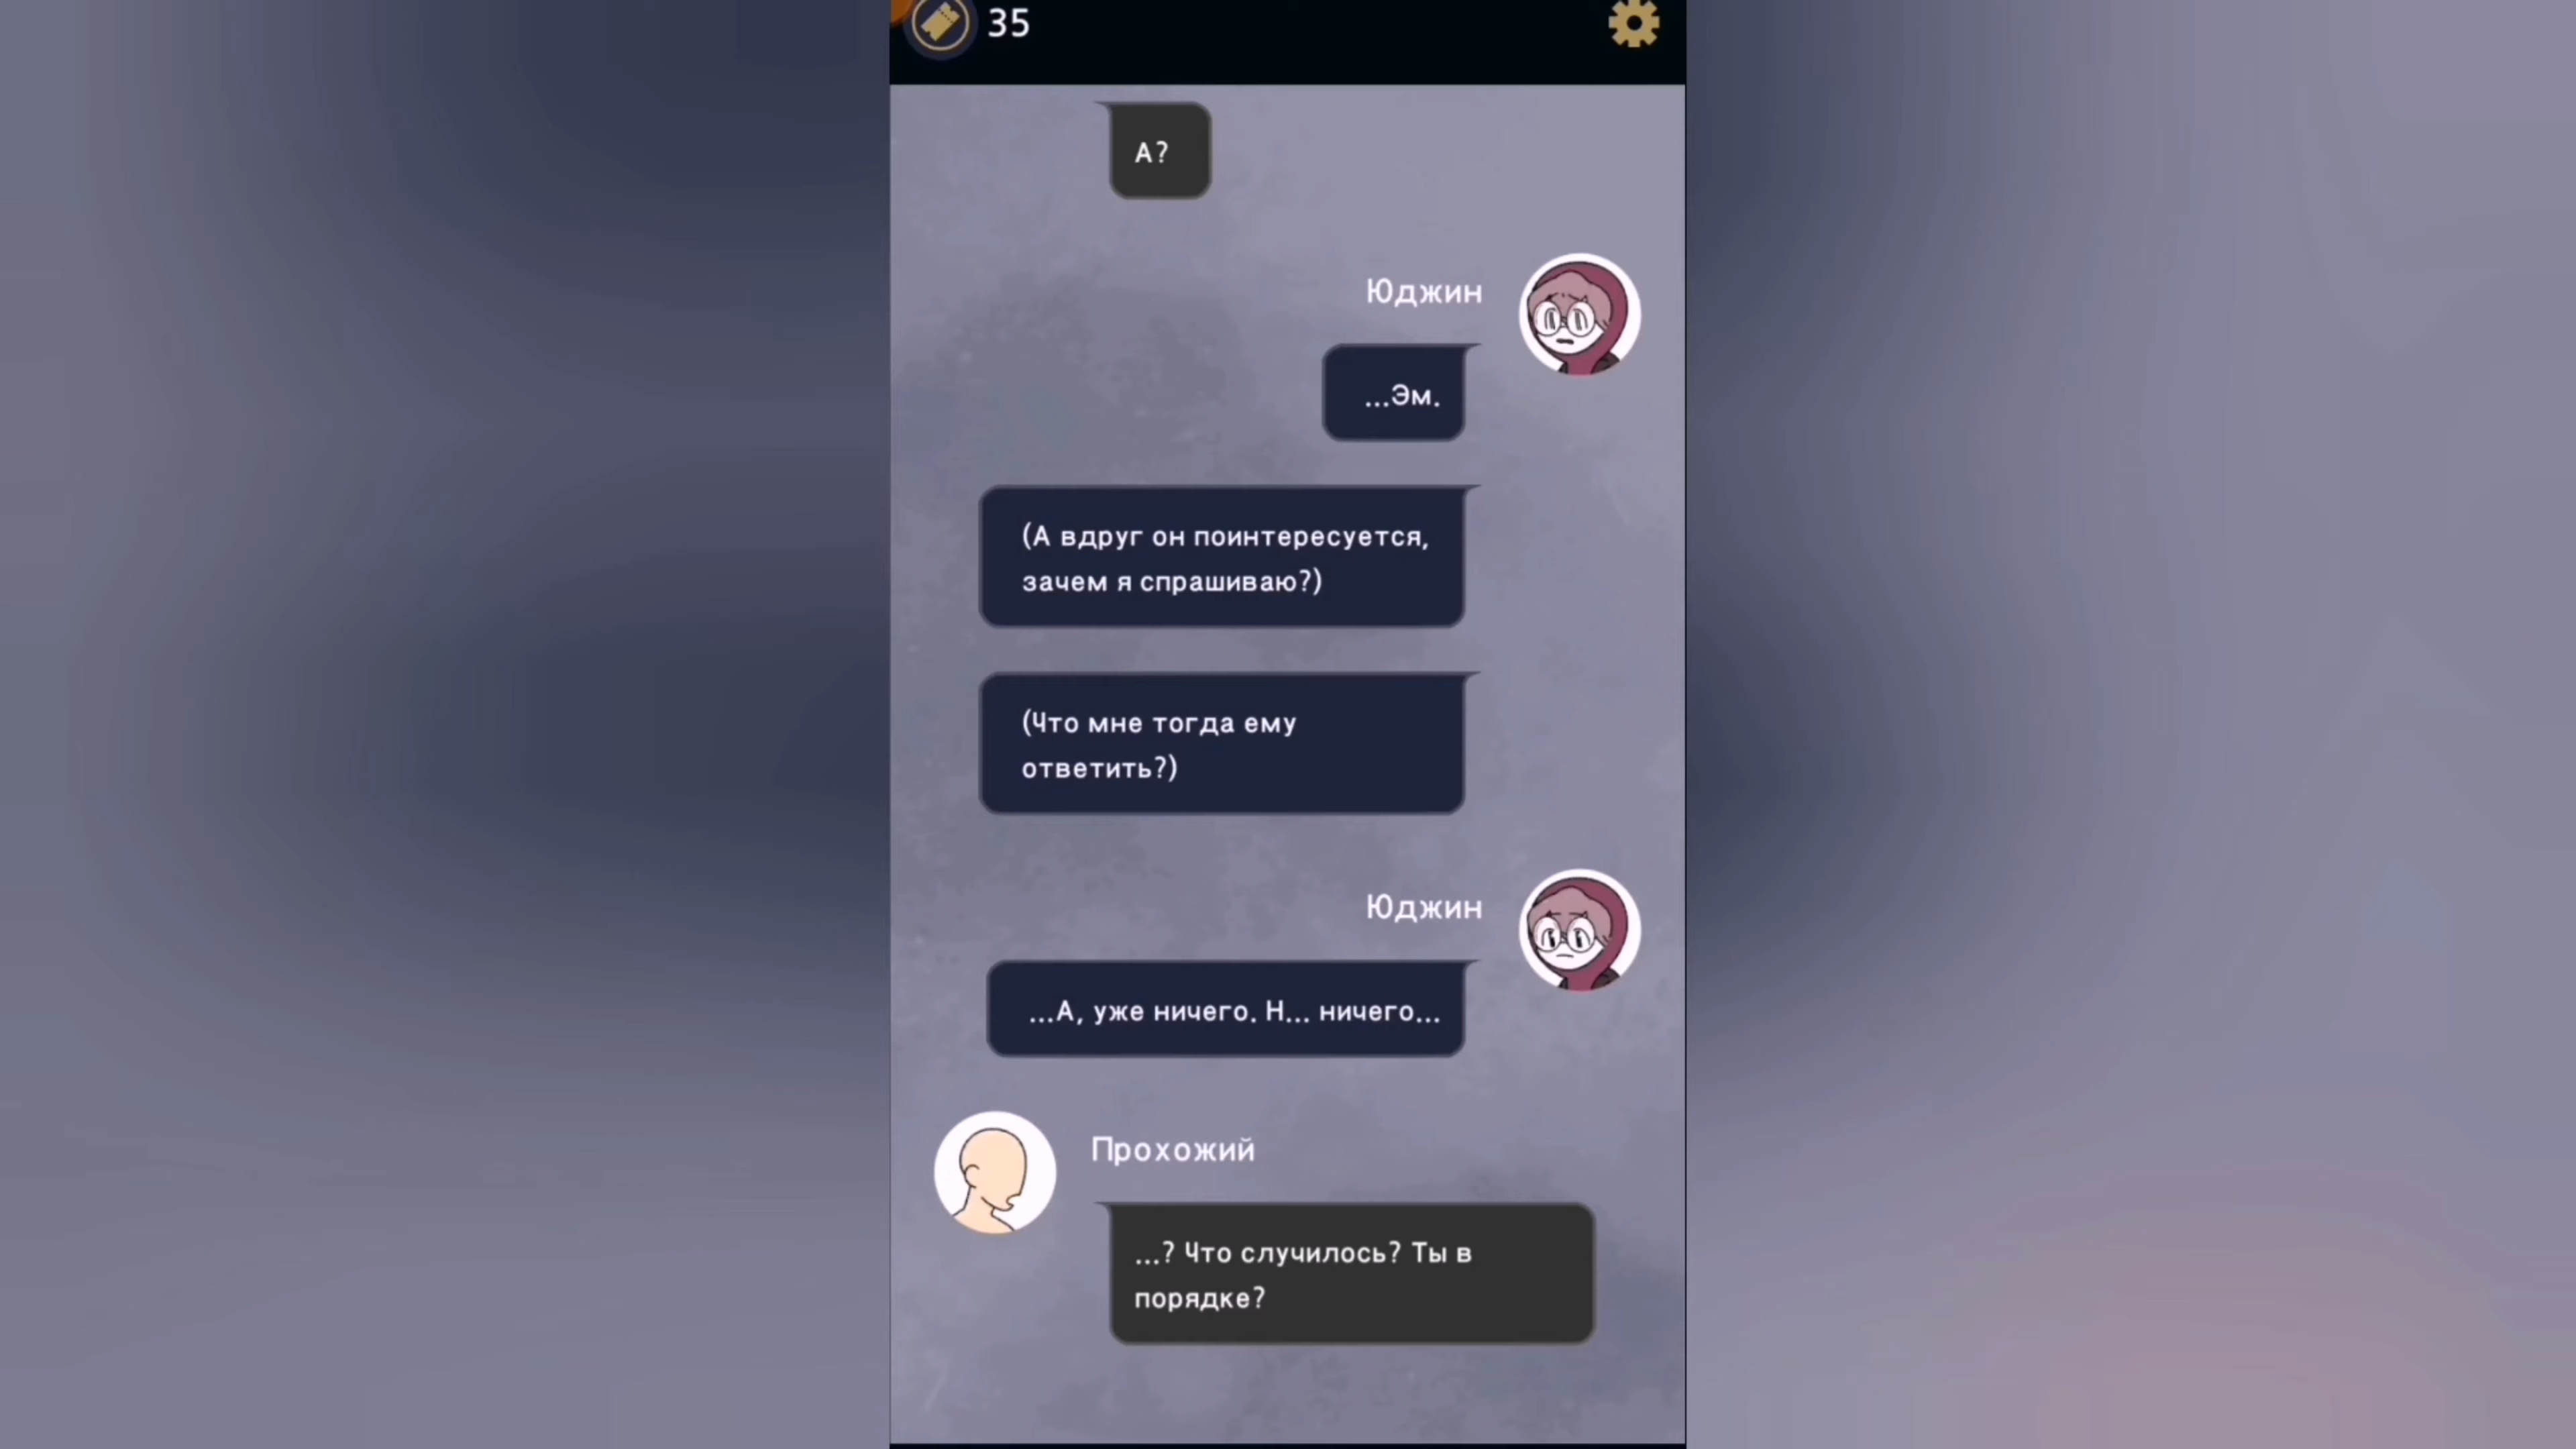 35
А?
Юджин
...Эм.
(А вдруг он поинтересуется,
зачем я спрашиваю?)
(Что мне тогда ему
ответить?)
Юджин
...А, уже ничего. Н... ничего...
Прохожий
...? Что случилось? Ты в
порядке?